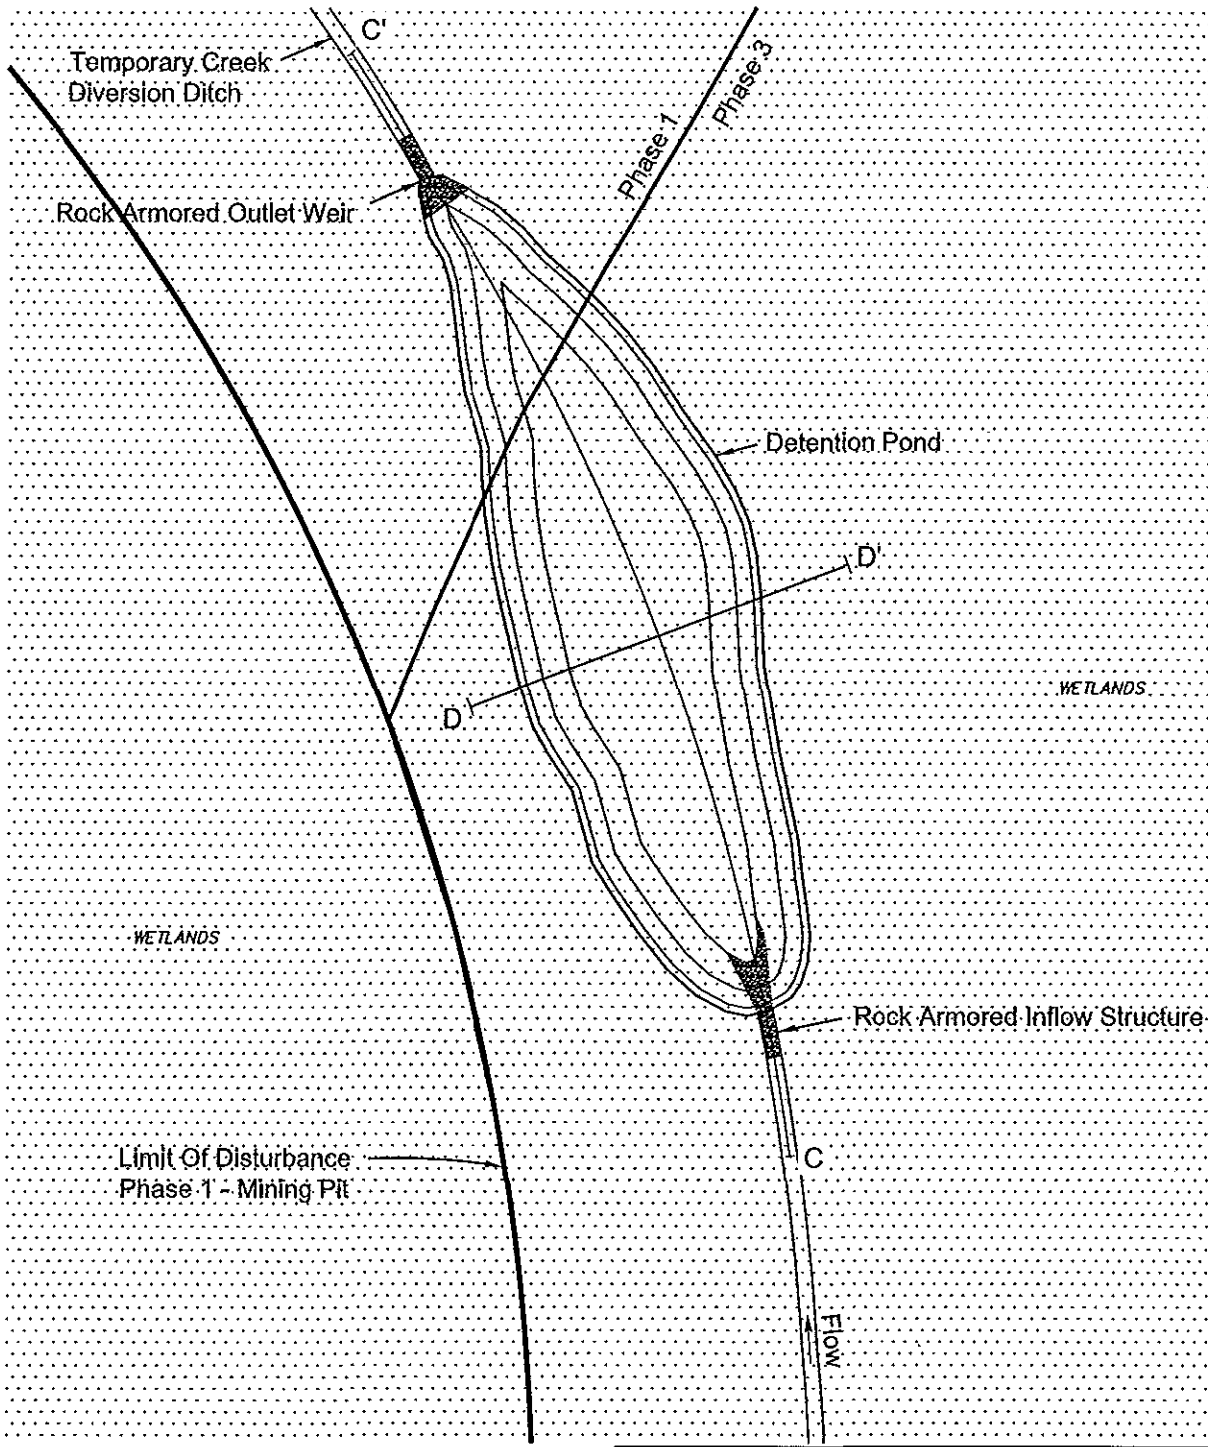 C'
Temporary Creek
Diversion Ditch
Phase 1
Phase 3
Rock Armored Outlet Weir
Detention Pond
D'
D
WETLANDS
WETLANDS
Rock Armored Inflow Structure
C
Limit Of Disturbance
Phase 1 - Mining Pit
Flow